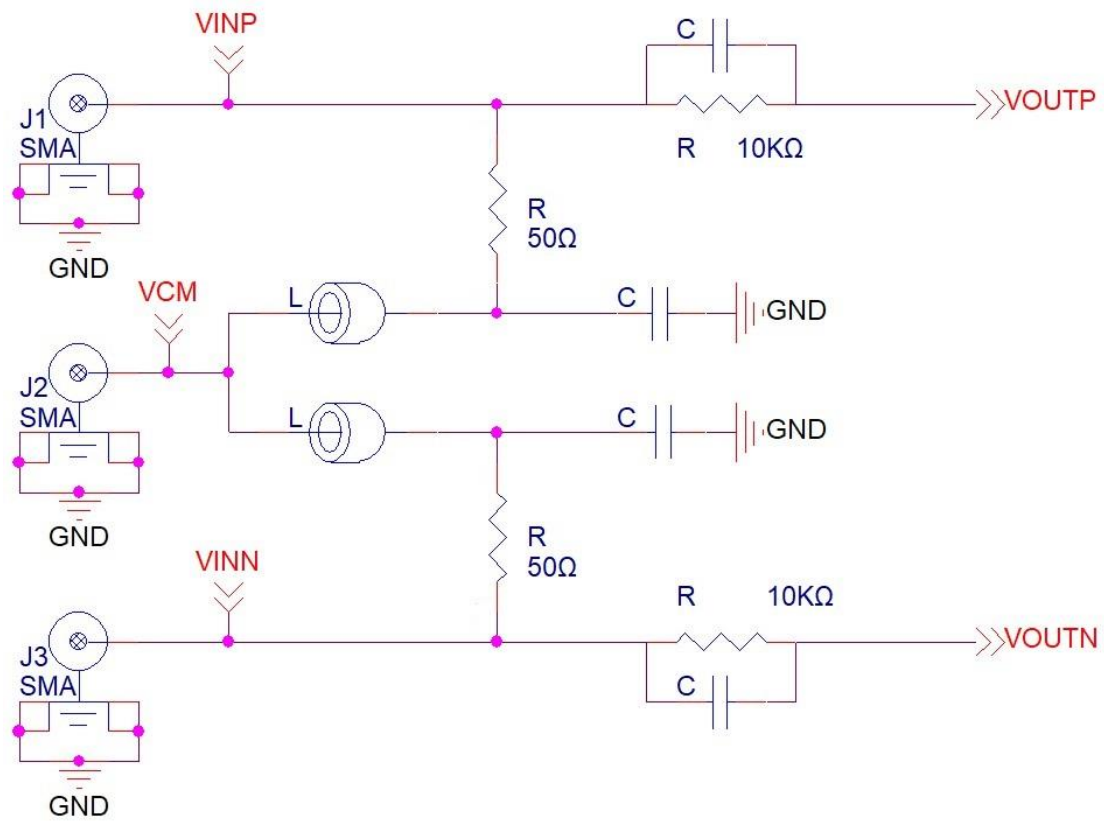 VINP
C
J1
SMA
VOUTP
R 10KΩ
R
50Ω
GND
VCM
L
C
GND
J2
SMA
L
C
GND
GND
R
50Ω
VINN
R 10KΩ
J3
SMA
VOUTN
C
GND